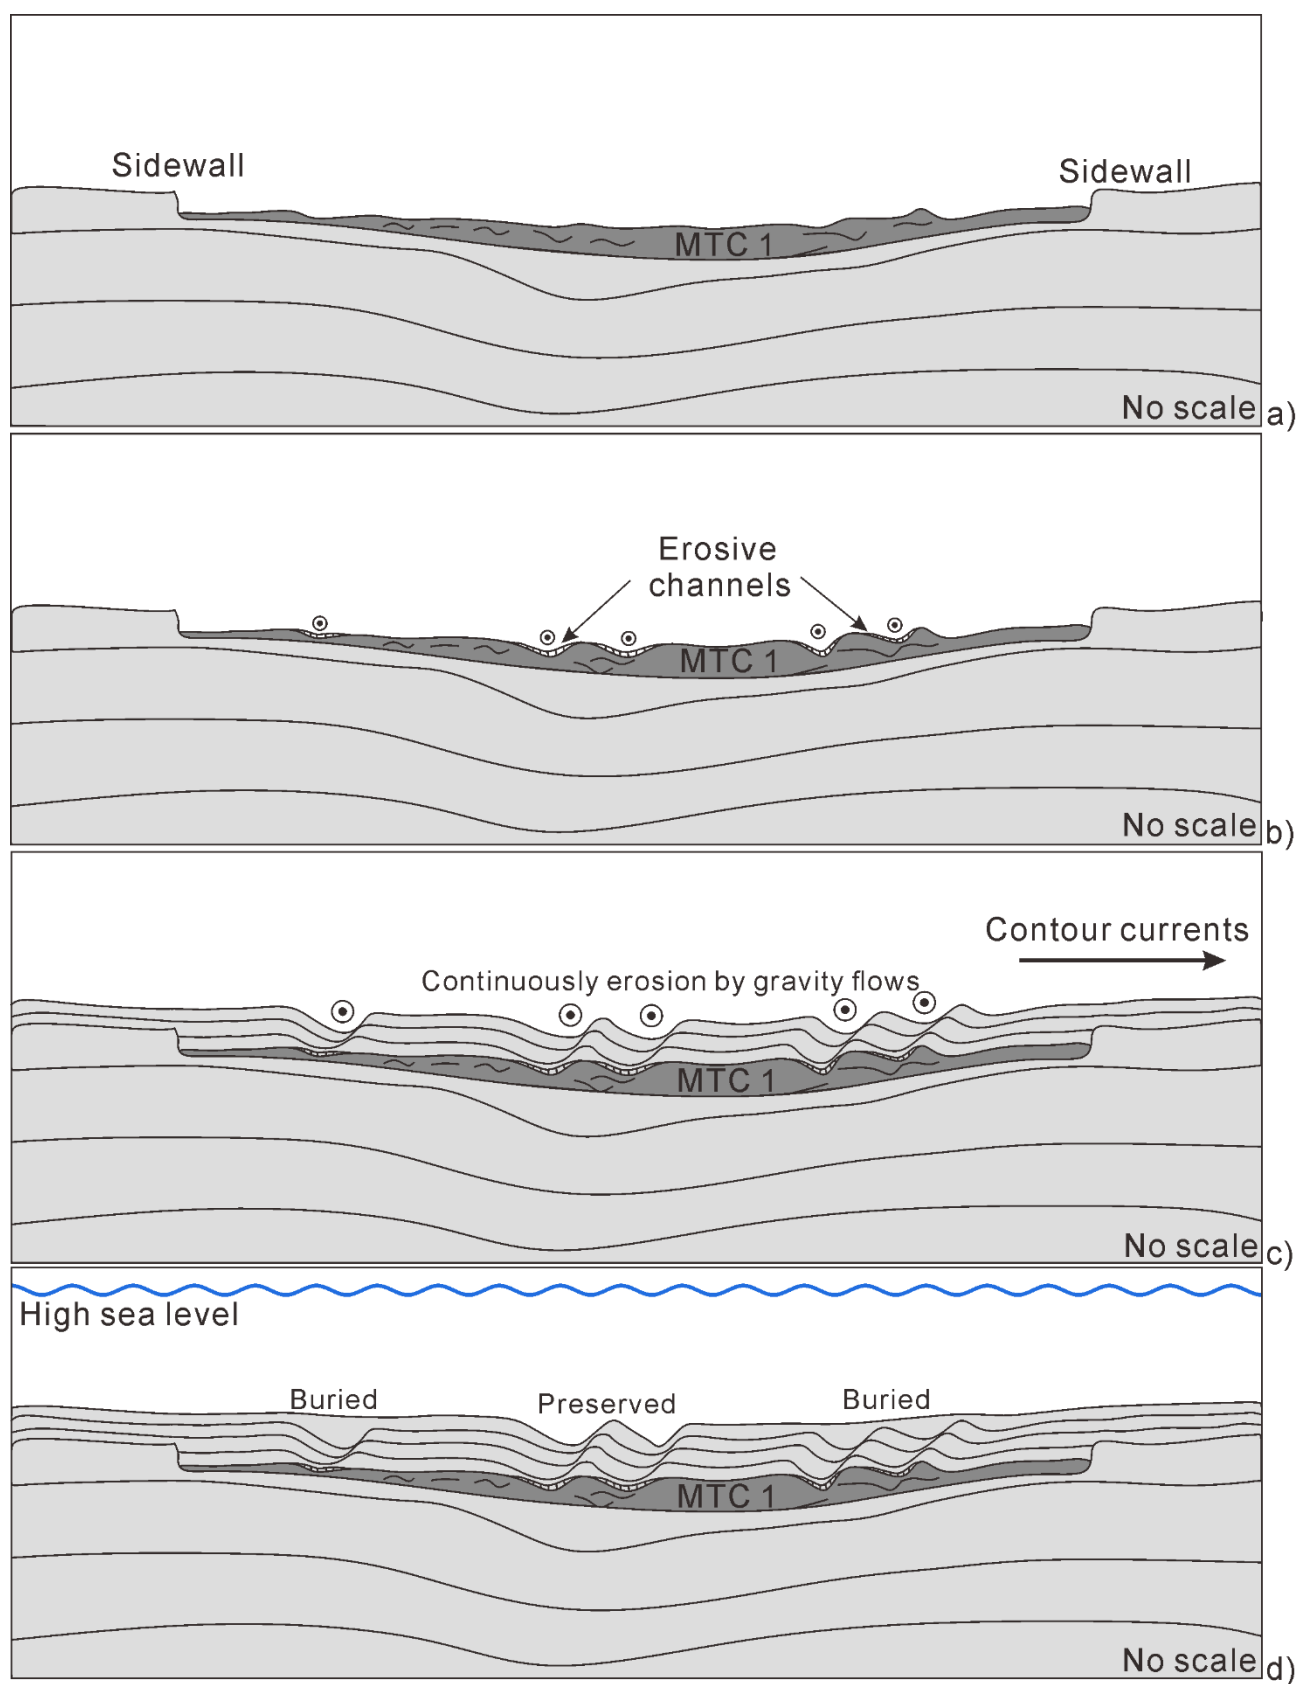 Sidewall
Sidewall
MTC 1
No scale
a)
Erosive
channels
MTC 1
No scale
b)
Contour currents
Continuously erosion by gravity flows
MTC 1
No scale
c)
High sea level
Buried
Preserved
Buried
MTC 1
No scale
d)